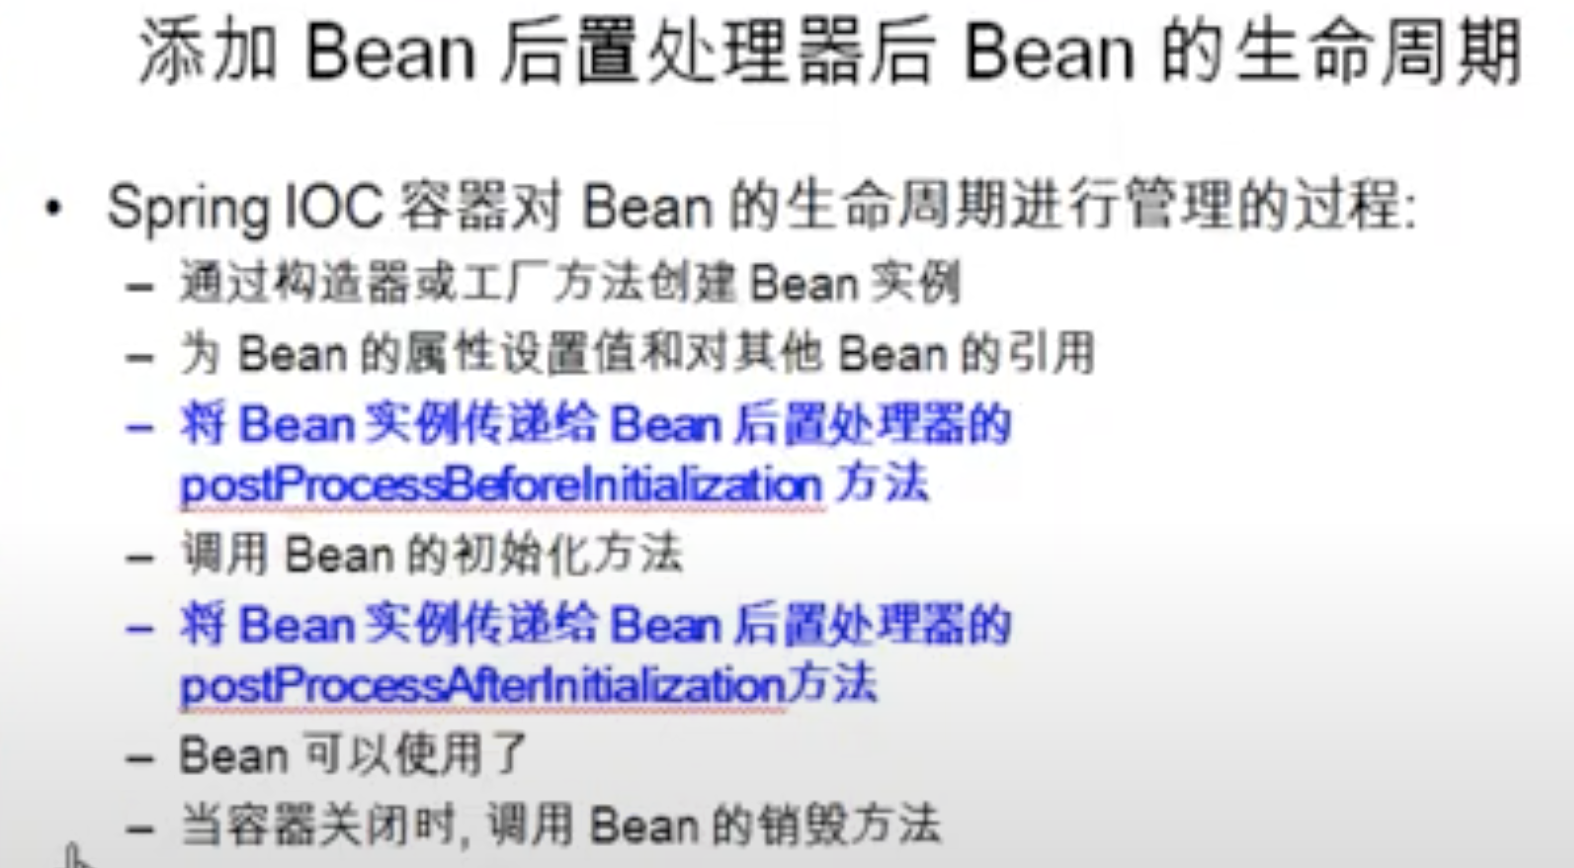 添加 Bean 后置处理器后 Bean 的生命周期
• Spring IOC 容器对 Bean 的生命周期进行管理的过程:
– 通过构造器或工厂方法创建 Bean 实例
– 为 Bean 的属性设置值和对其他 Bean 的引用
– 将 Bean 实例传递给 Bean 后置处理器的
postProcessBeforeInitialization 方法
– 调用 Bean 的初始化方法
– 将 Bean 实例传递给 Bean 后置处理器的
postProcessAfterInitialization方法
– Bean 可以使用了
– 当容器关闭时, 调用 Bean 的销毁方法